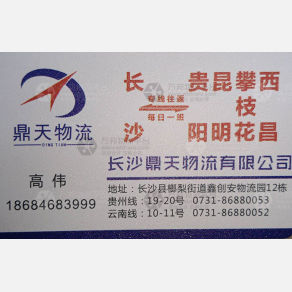 长 贵昆攀西
专线往返 枝
每日一班
沙 阳明花昌
鼎天物流
DING TIAN
长沙鼎天物流有限公司
高 伟
18684683999
地址：长沙县㮾梨街道鑫创安物流园12栋
贵州线：19-20号 0731-86880053
云南线：10-11号 0731-86880052